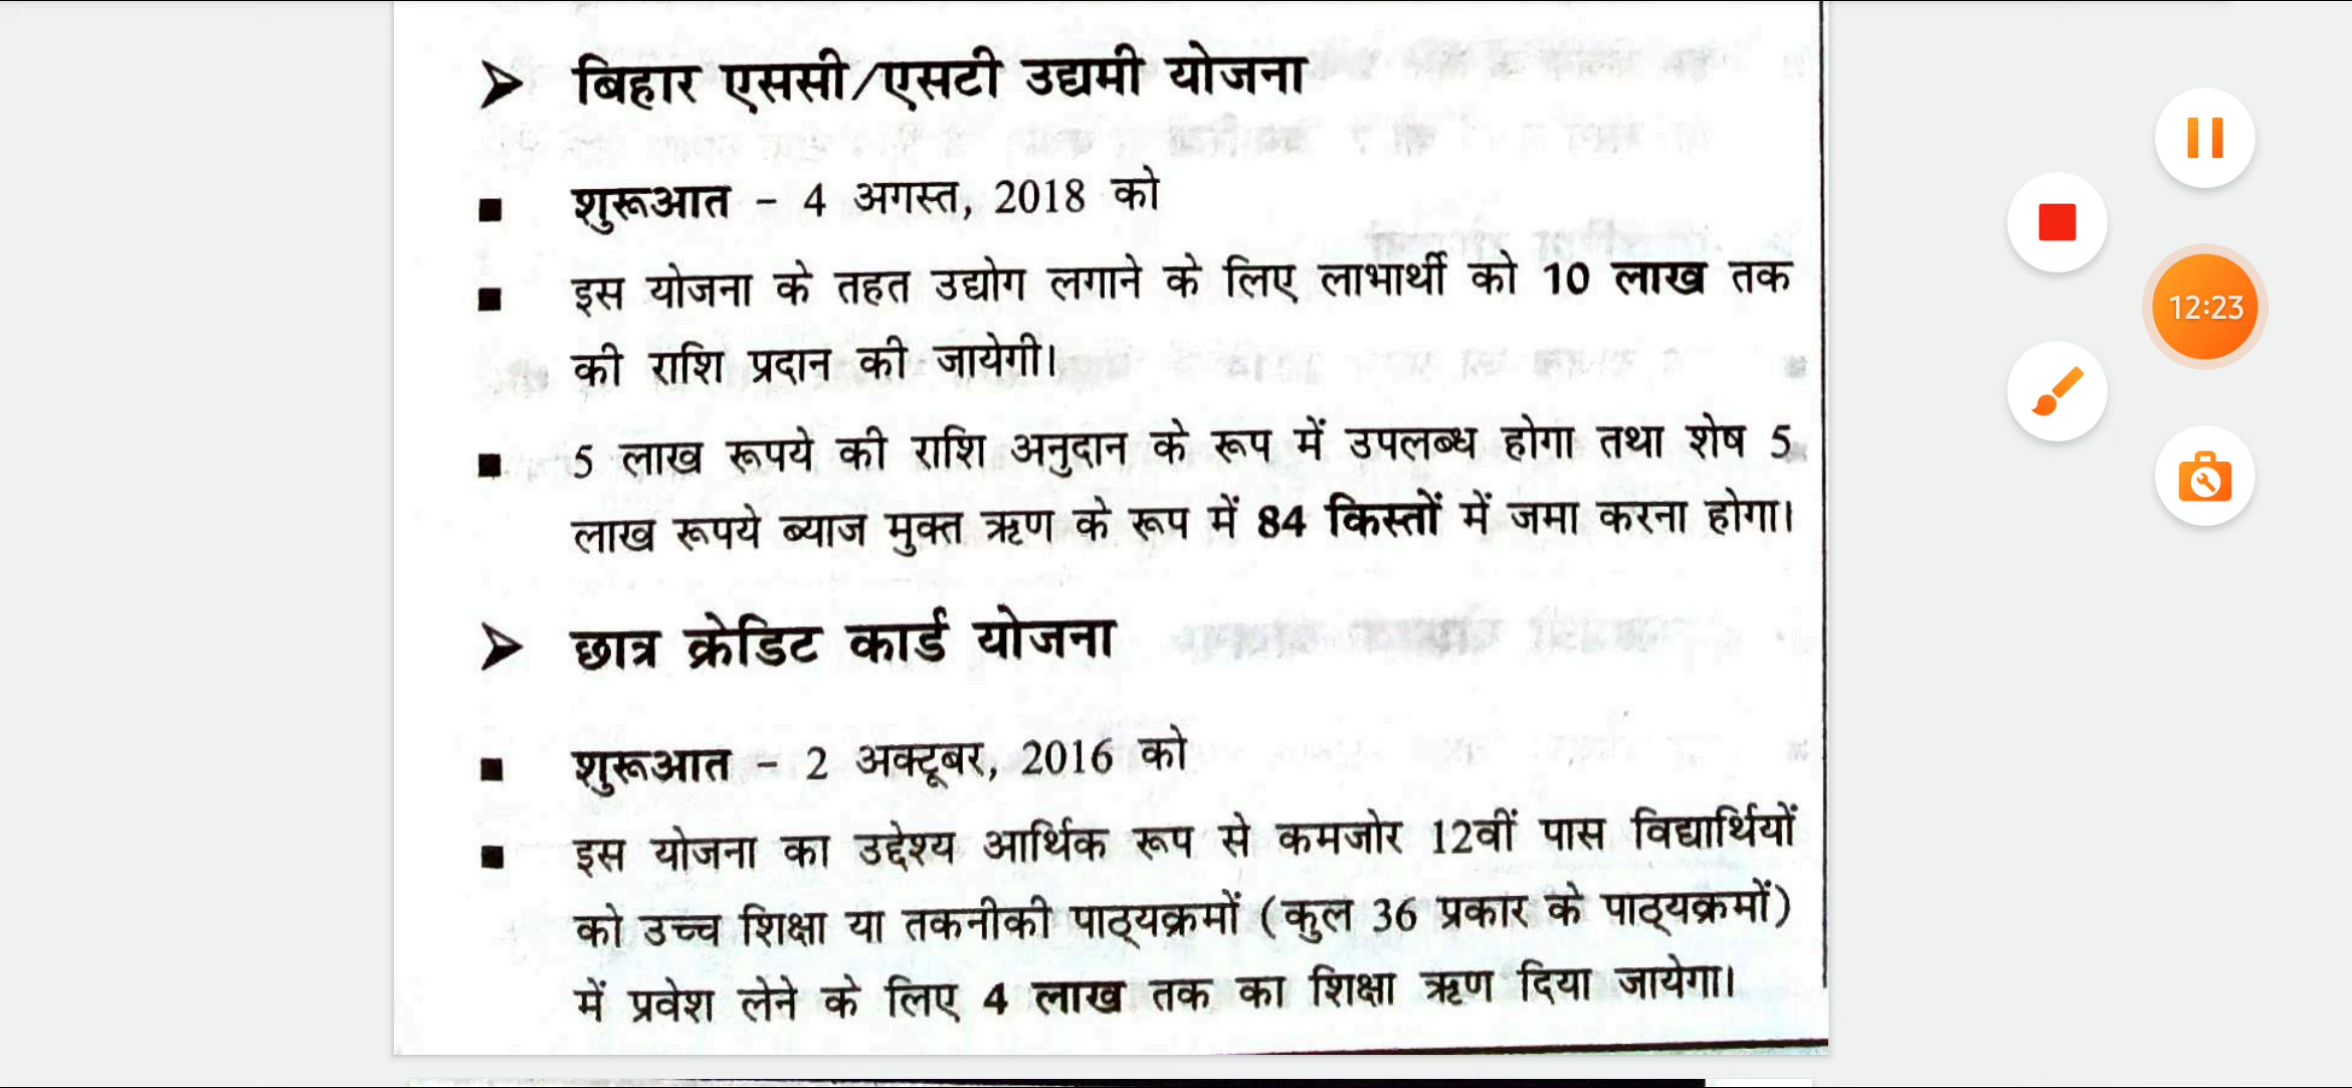 ➤ बिहार एससी/एसटी उद्यमी योजना
▪ शुरूआत - 4 अगस्त, 2018 को
▪ इस योजना के तहत उद्योग लगाने के लिए लाभार्थी को 10 लाख तक
की राशि प्रदान की जायेगी।
▪ 5 लाख रूपये की राशि अनुदान के रूप में उपलब्ध होगा तथा शेष 5
लाख रूपये ब्याज मुक्त ऋण के रूप में 84 किस्तों में जमा करना होगा।
➤ छात्र क्रेडिट कार्ड योजना
▪ शुरूआत - 2 अक्टूबर, 2016 को
▪ इस योजना का उद्देश्य आर्थिक रूप से कमजोर 12वीं पास विद्यार्थियों
को उच्च शिक्षा या तकनीकी पाठ्यक्रमों (कुल 36 प्रकार के पाठ्यक्रमों)
में प्रवेश लेने के लिए 4 लाख तक का शिक्षा ऋण दिया जायेगा।
12:23